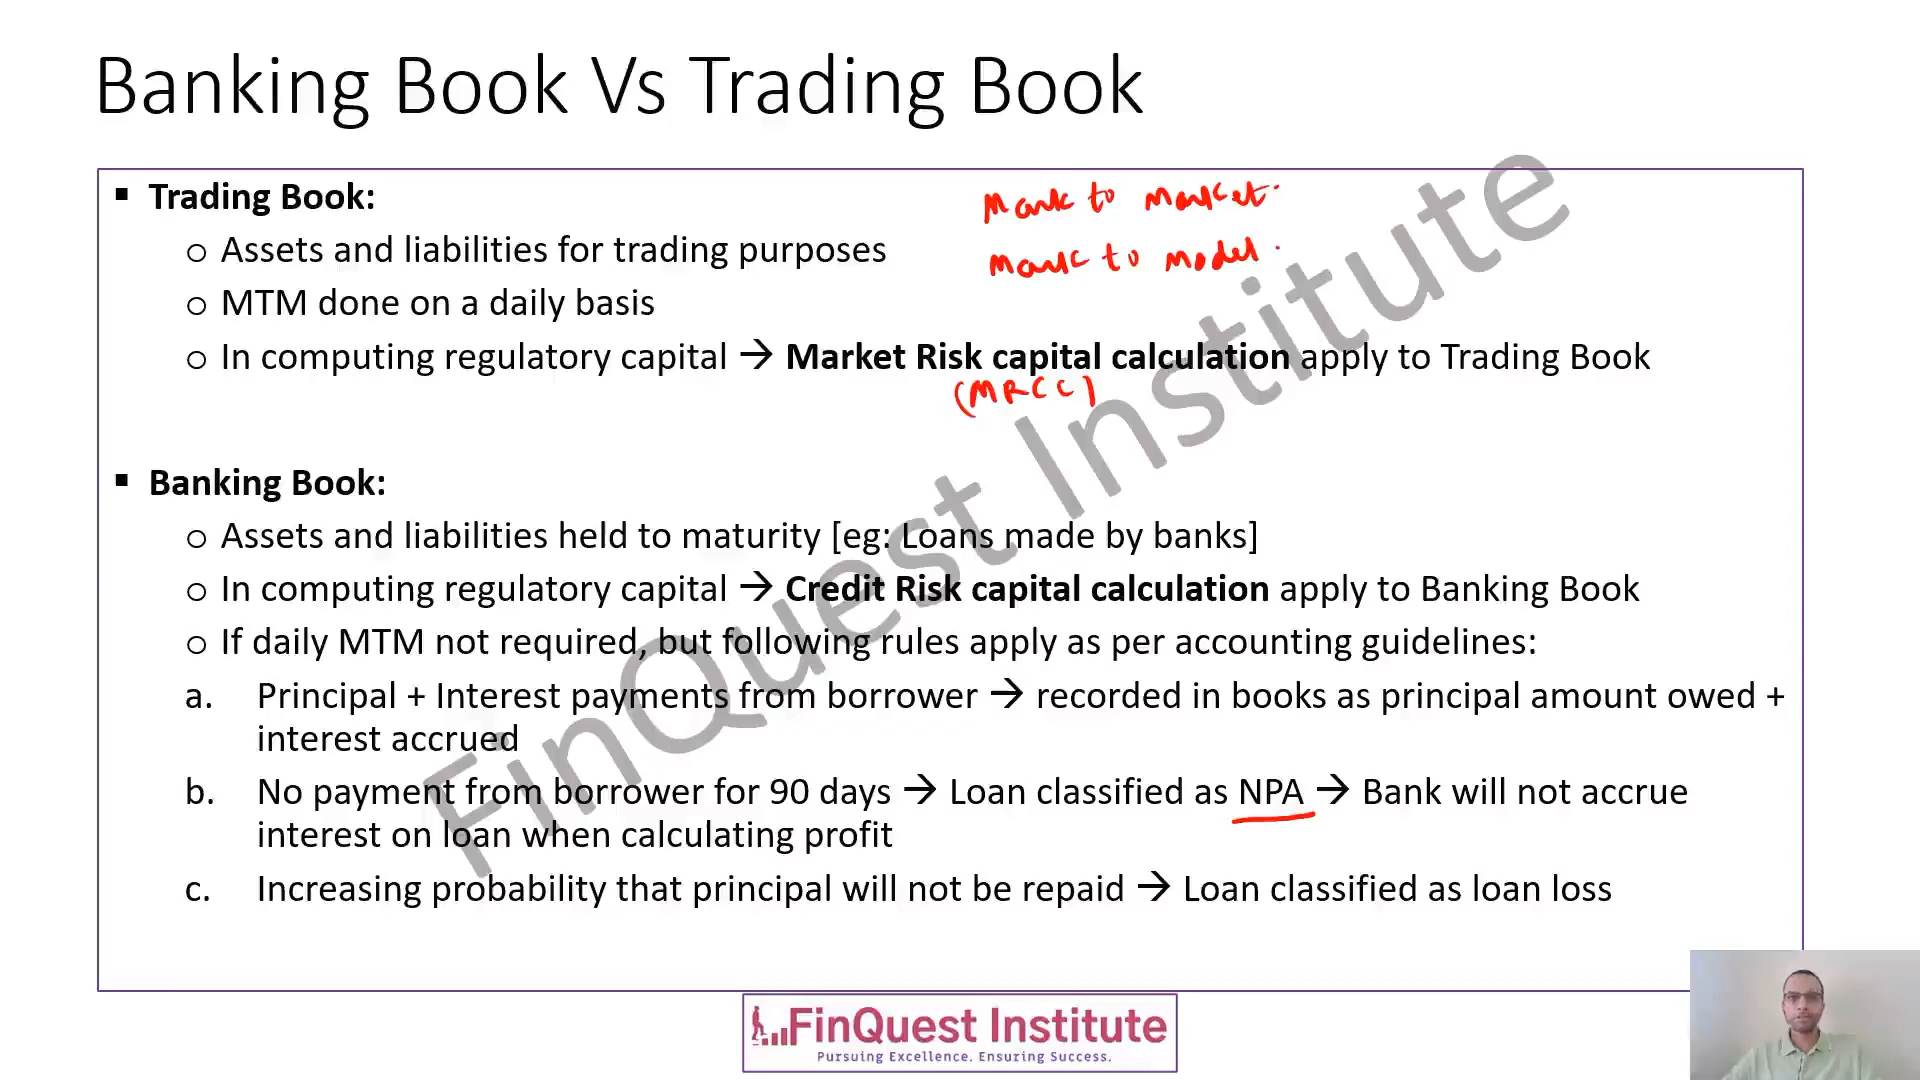 Banking Book Vs Trading Book
▪ Trading Book:
mark to market.
o Assets and liabilities for trading purposes
mark to model.
o MTM done on a daily basis
o In computing regulatory capital → Market Risk capital calculation apply to Trading Book
(MRCC)
▪ Banking Book:
o Assets and liabilities held to maturity [eg: Loans made by banks]
o In computing regulatory capital → Credit Risk capital calculation apply to Banking Book
o If daily MTM not required, but following rules apply as per accounting guidelines:
a. Principal + Interest payments from borrower → recorded in books as principal amount owed +
interest accrued
b. No payment from borrower for 90 days → Loan classified as NPA → Bank will not accrue
interest on loan when calculating profit
c. Increasing probability that principal will not be repaid → Loan classified as loan loss
FinQuest Institute
FinQuest Institute
Pursuing Excellence. Ensuring Success.